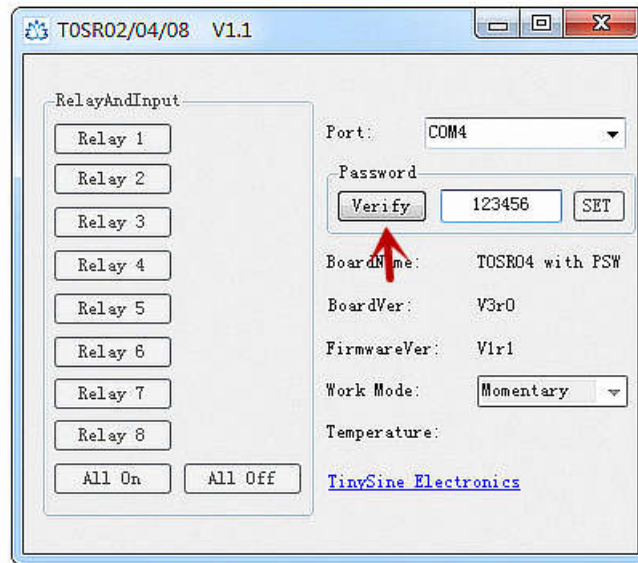 TOSR02/04/08 V1.1
RelayAndInput
Relay 1
Relay 2
Relay 3
Relay 4
Relay 5
Relay 6
Relay 7
Relay 8
All On All Off
Port: COM4
Password
Verify 123456 SET
BoardName: TOSR04 with PSW
BoardVer: V3r0
FirmwareVer: V1r1
Work Mode: Momentary
Temperature:
TinySine Electronics